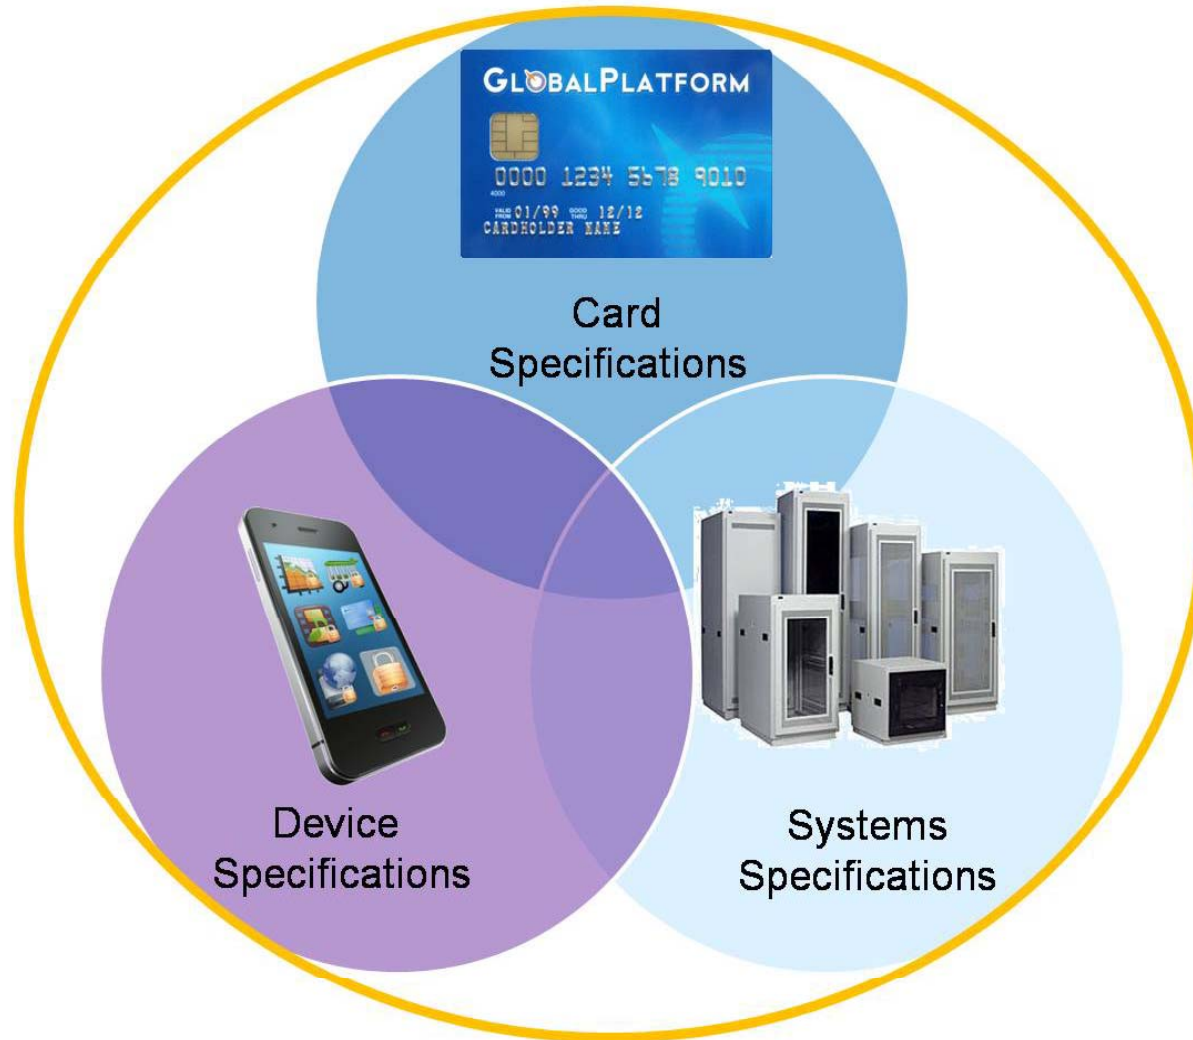 GLOBALPLATFORM
0000 1234 5678 9010
4000
VALID FROM 01/99 GOOD THRU 12/12
CARDHOLDER NAME
Card
Specifications
Device
Specifications
Systems
Specifications